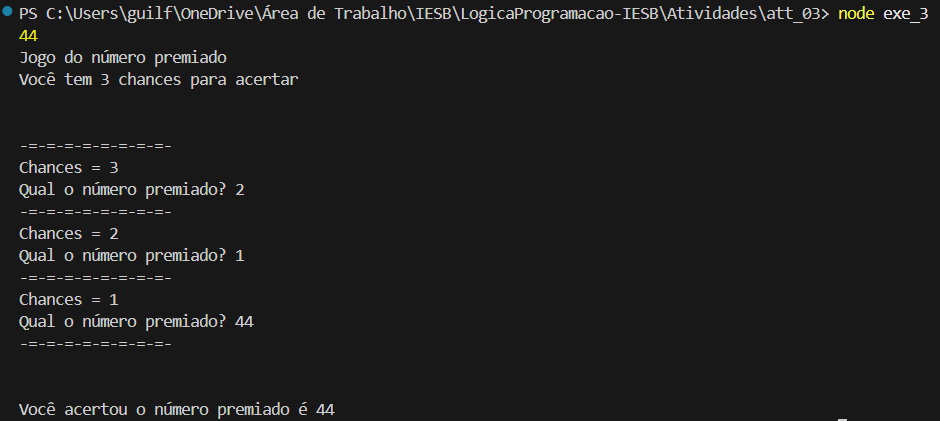 PS C:\Users\guilf\OneDrive\Área de Trabalho\IESB\LogicaProgramacao-IESB\Atividades\att_03> node exe_3
44
Jogo do número premiado
Você tem 3 chances para acertar
-=-=-=-=-=-=-=-=-
Chances = 3
Qual o número premiado? 2
-=-=-=-=-=-=-=-=-
Chances = 2
Qual o número premiado? 1
-=-=-=-=-=-=-=-=-
Chances = 1
Qual o número premiado? 44
-=-=-=-=-=-=-=-=-
Você acertou o número premiado é 44